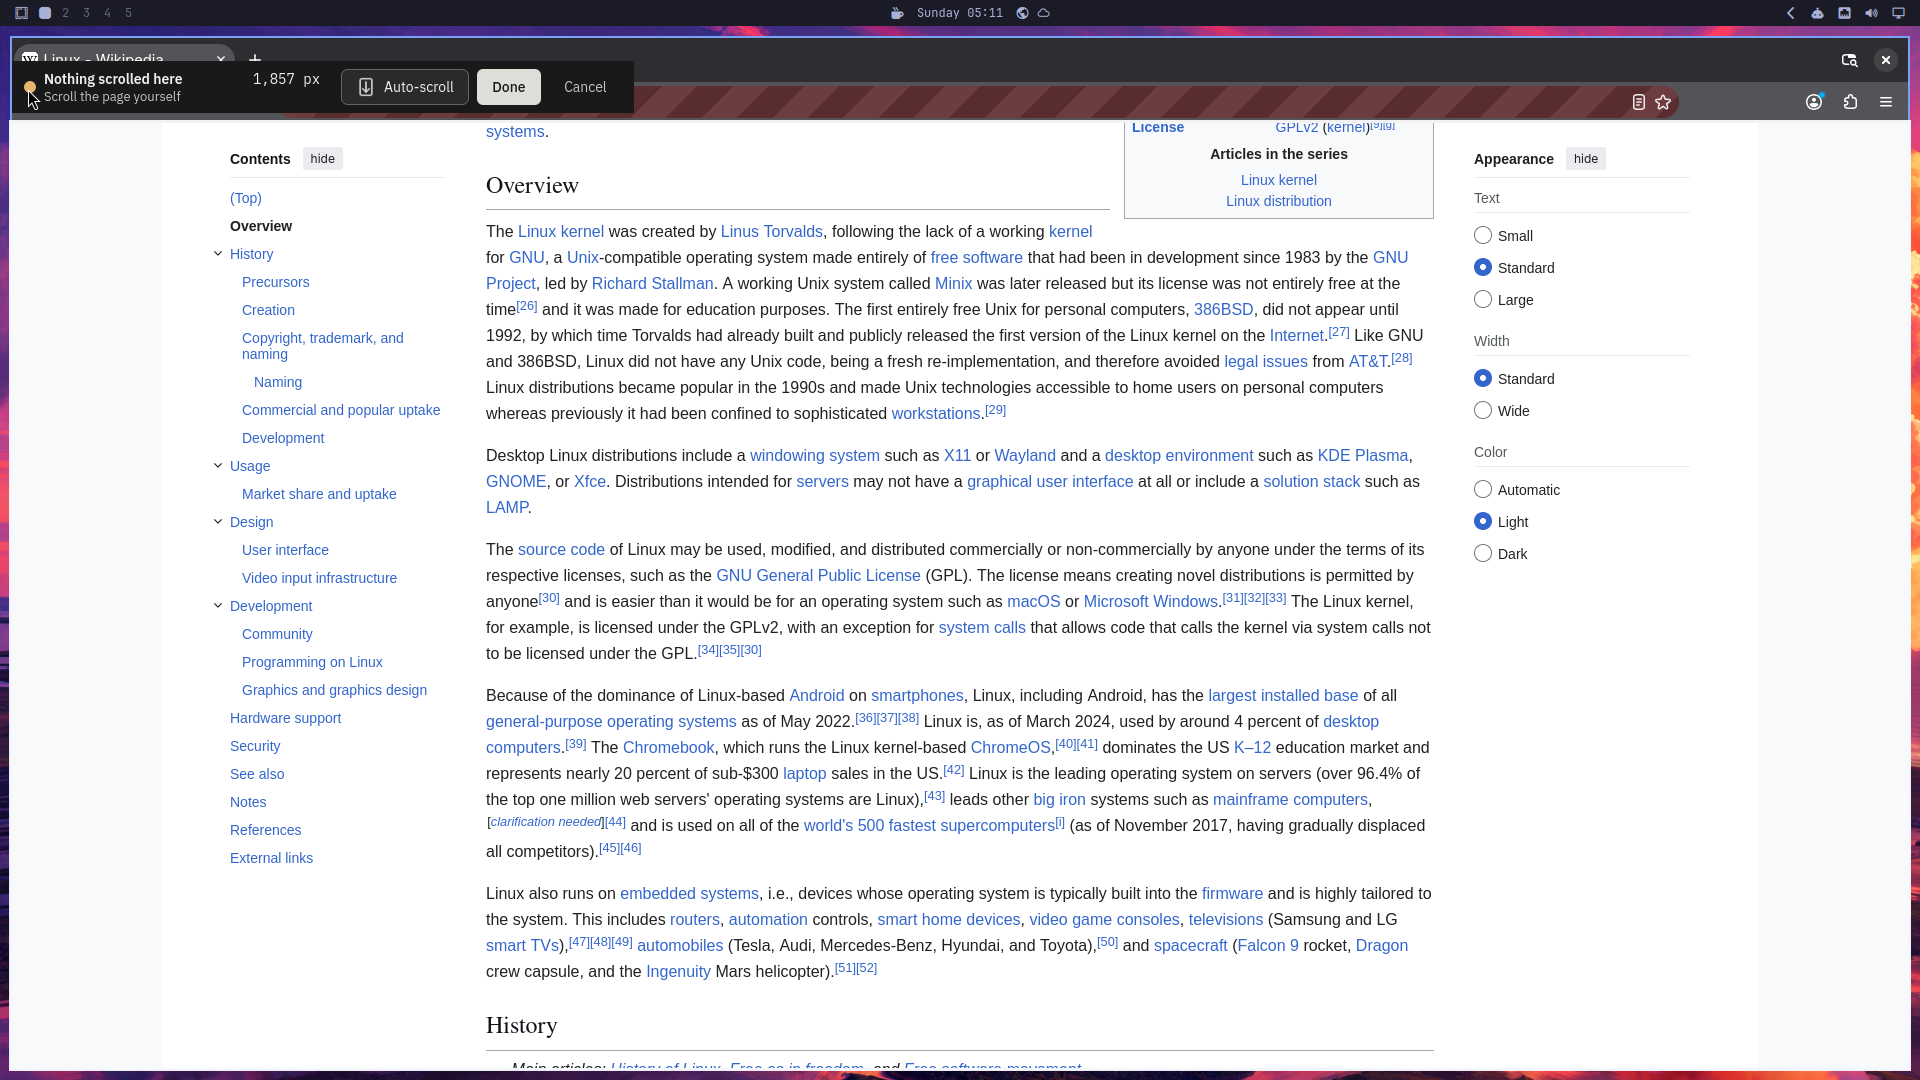 2 3 4 5
Sunday 05:11
Linux - Wikipedia
Nothing scrolled here
Scroll the page yourself
1,857 px
Auto-scroll
Done
Cancel
Contents
hide
(Top)
Overview
History
Precursors
Creation
Copyright, trademark, and
naming
Naming
Commercial and popular uptake
Development
Usage
Market share and uptake
Design
User interface
Video input infrastructure
Development
Community
Programming on Linux
Graphics and graphics design
Hardware support
Security
See also
Notes
References
External links
systems.
License GPLv2 (kernel)[9][g]
Articles in the series
Linux kernel
Linux distribution
Overview
The Linux kernel was created by Linus Torvalds, following the lack of a working kernel
for GNU, a Unix-compatible operating system made entirely of free software that had been in development since 1983 by the GNU
Project, led by Richard Stallman. A working Unix system called Minix was later released but its license was not entirely free at the
time[26] and it was made for education purposes. The first entirely free Unix for personal computers, 386BSD, did not appear until
1992, by which time Torvalds had already built and publicly released the first version of the Linux kernel on the Internet.[27] Like GNU
and 386BSD, Linux did not have any Unix code, being a fresh re-implementation, and therefore avoided legal issues from AT&T.[28]
Linux distributions became popular in the 1990s and made Unix technologies accessible to home users on personal computers
whereas previously it had been confined to sophisticated workstations.[29]
Desktop Linux distributions include a windowing system such as X11 or Wayland and a desktop environment such as KDE Plasma,
GNOME, or Xfce. Distributions intended for servers may not have a graphical user interface at all or include a solution stack such as
LAMP.
The source code of Linux may be used, modified, and distributed commercially or non-commercially by anyone under the terms of its
respective licenses, such as the GNU General Public License (GPL). The license means creating novel distributions is permitted by
anyone[30] and is easier than it would be for an operating system such as macOS or Microsoft Windows.[31][32][33] The Linux kernel,
for example, is licensed under the GPLv2, with an exception for system calls that allows code that calls the kernel via system calls not
to be licensed under the GPL.[34][35][30]
Because of the dominance of Linux-based Android on smartphones, Linux, including Android, has the largest installed base of all
general-purpose operating systems as of May 2022.[36][37][38] Linux is, as of March 2024, used by around 4 percent of desktop
computers.[39] The Chromebook, which runs the Linux kernel-based ChromeOS,[40][41] dominates the US K–12 education market and
represents nearly 20 percent of sub-$300 laptop sales in the US.[42] Linux is the leading operating system on servers (over 96.4% of
the top one million web servers' operating systems are Linux),[43] leads other big iron systems such as mainframe computers,
[clarification needed][44] and is used on all of the world's 500 fastest supercomputers[i] (as of November 2017, having gradually displaced
all competitors).[45][46]
Linux also runs on embedded systems, i.e., devices whose operating system is typically built into the firmware and is highly tailored to
the system. This includes routers, automation controls, smart home devices, video game consoles, televisions (Samsung and LG
smart TVs),[47][48][49] automobiles (Tesla, Audi, Mercedes-Benz, Hyundai, and Toyota),[50] and spacecraft (Falcon 9 rocket, Dragon
crew capsule, and the Ingenuity Mars helicopter).[51][52]
History
Main articles: History of Linux, Free as in freedom, and Free software movement
Appearance
hide
Text
Small
Standard
Large
Width
Standard
Wide
Color
Automatic
Light
Dark